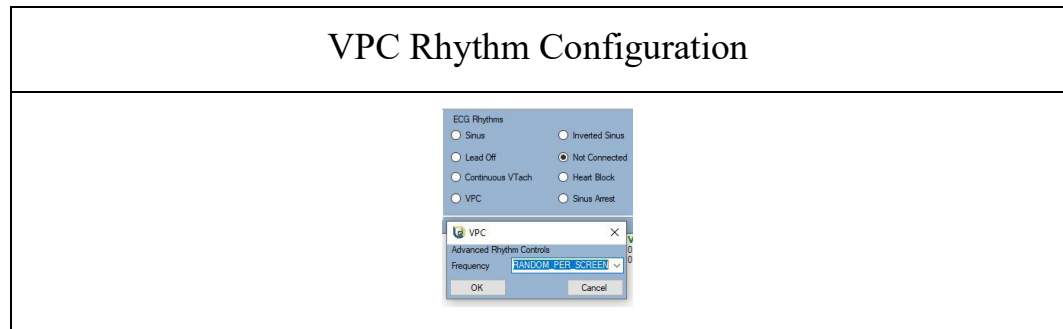 VPC Rhythm Configuration
ECG Rhythms
Sinus Inverted Sinus
Lead Off Not Connected
Continuous VTach Heart Block
VPC Sinus Arrest
VPC
Advanced Rhythm Controls
Frequency RANDOM_PER_SCREEN
OK Cancel